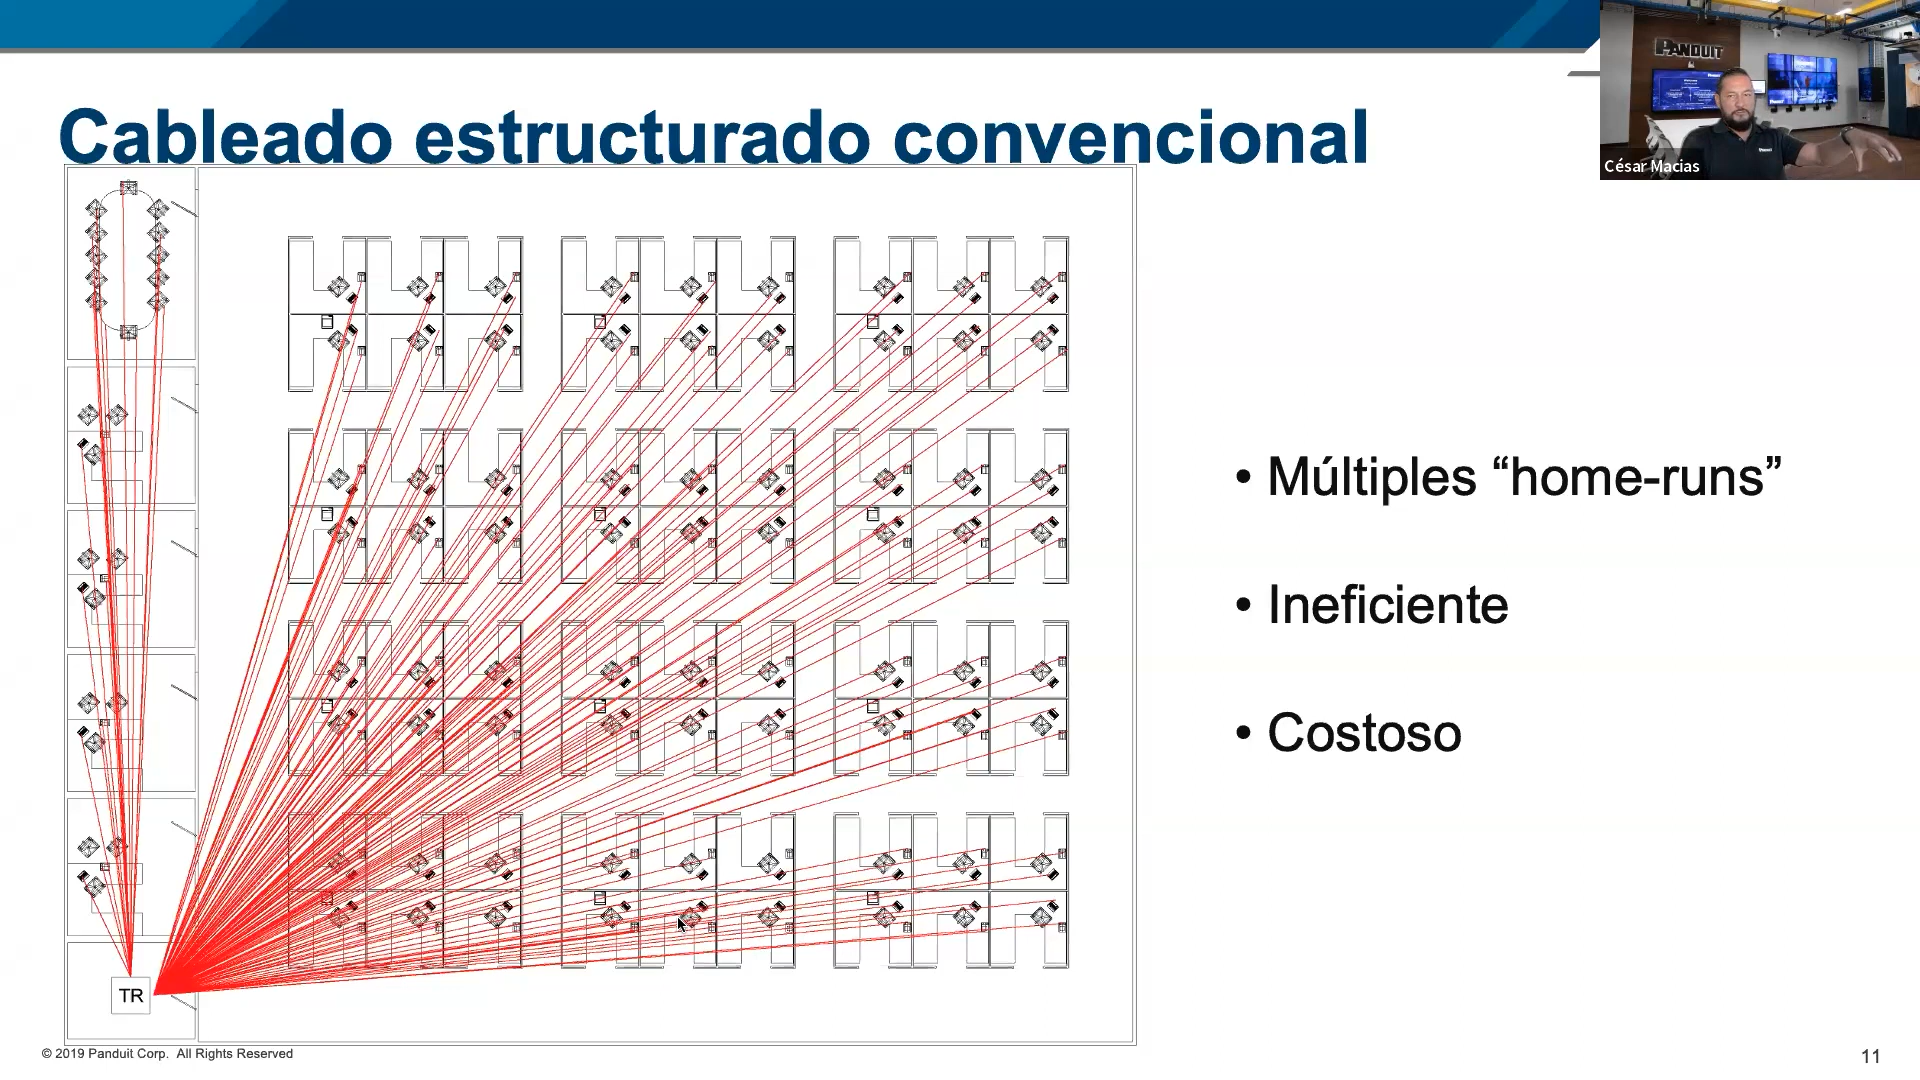 PANDUIT
César Macias
Cableado estructurado convencional
• Múltiples “home-runs”
• Ineficiente
• Costoso
TR
© 2019 Panduit Corp. All Rights Reserved
11